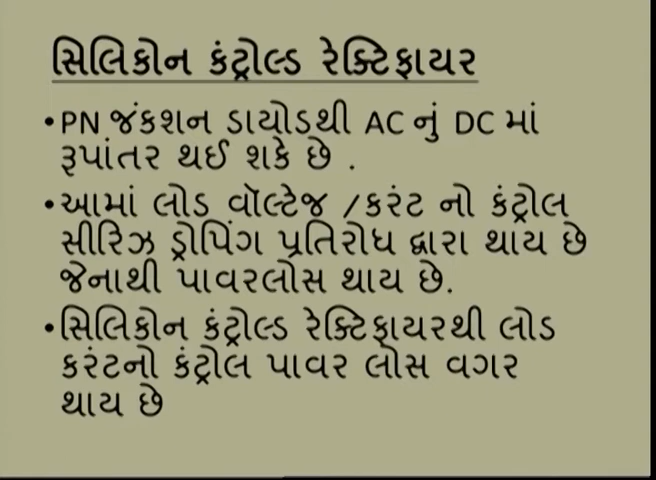 સિલિકોન કંટ્રોલ્ડ રેક્ટિફાયર
•PN જંકશન ડાયોડથી AC નું DC માં
રૂપાંતર થઈ શકે છે .
•આમાં લોડ વૉલ્ટેજ /કરંટ નો કંટ્રોલ
સીરિઝ ડ્રોપિંગ પ્રતિરોધ દ્વારા થાય છે
જેનાથી પાવરલોસ થાય છે.
•સિલિકોન કંટ્રોલ્ડ રેક્ટિફાયરથી લોડ
કરંટનો કંટ્રોલ પાવર લોસ વગર
થાય છે